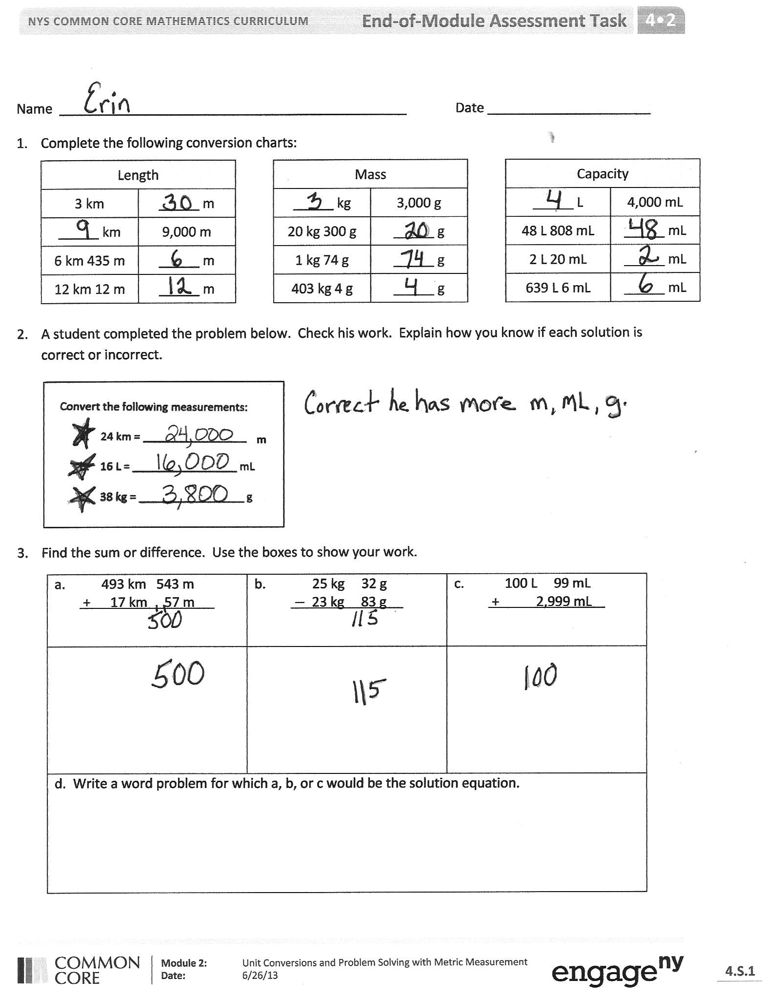 NYS COMMON CORE MATHEMATICS CURRICULUM End-of-Module Assessment Task 4•2
Name Erin Date
1. Complete the following conversion charts:
Length
3 km 30 m
9 km 9,000 m
6 km 435 m 6 m
12 km 12 m 12 m
Mass
3 kg 3,000 g
20 kg 300 g 20 g
1 kg 74 g 74 g
403 kg 4 g 4 g
Capacity
4 L 4,000 mL
48 L 808 mL 48 mL
2 L 20 mL 2 mL
639 L 6 mL 6 mL
2. A student completed the problem below. Check his work. Explain how you know if each solution is
correct or incorrect.
Convert the following measurements:
24 km = 24,000 m
16 L = 16,000 mL
38 kg = 3,800 g
Correct he has more m, mL, g.
3. Find the sum or difference. Use the boxes to show your work.
a. 493 km 543 m
+ 17 km 57 m
500
500
b. 25 kg 32 g
− 23 kg 83 g
115
115
c. 100 L 99 mL
+ 2,999 mL
100
d. Write a word problem for which a, b, or c would be the solution equation.
COMMON
CORE
Module 2: Unit Conversions and Problem Solving with Metric Measurement
Date: 6/26/13
engageny
4.S.1